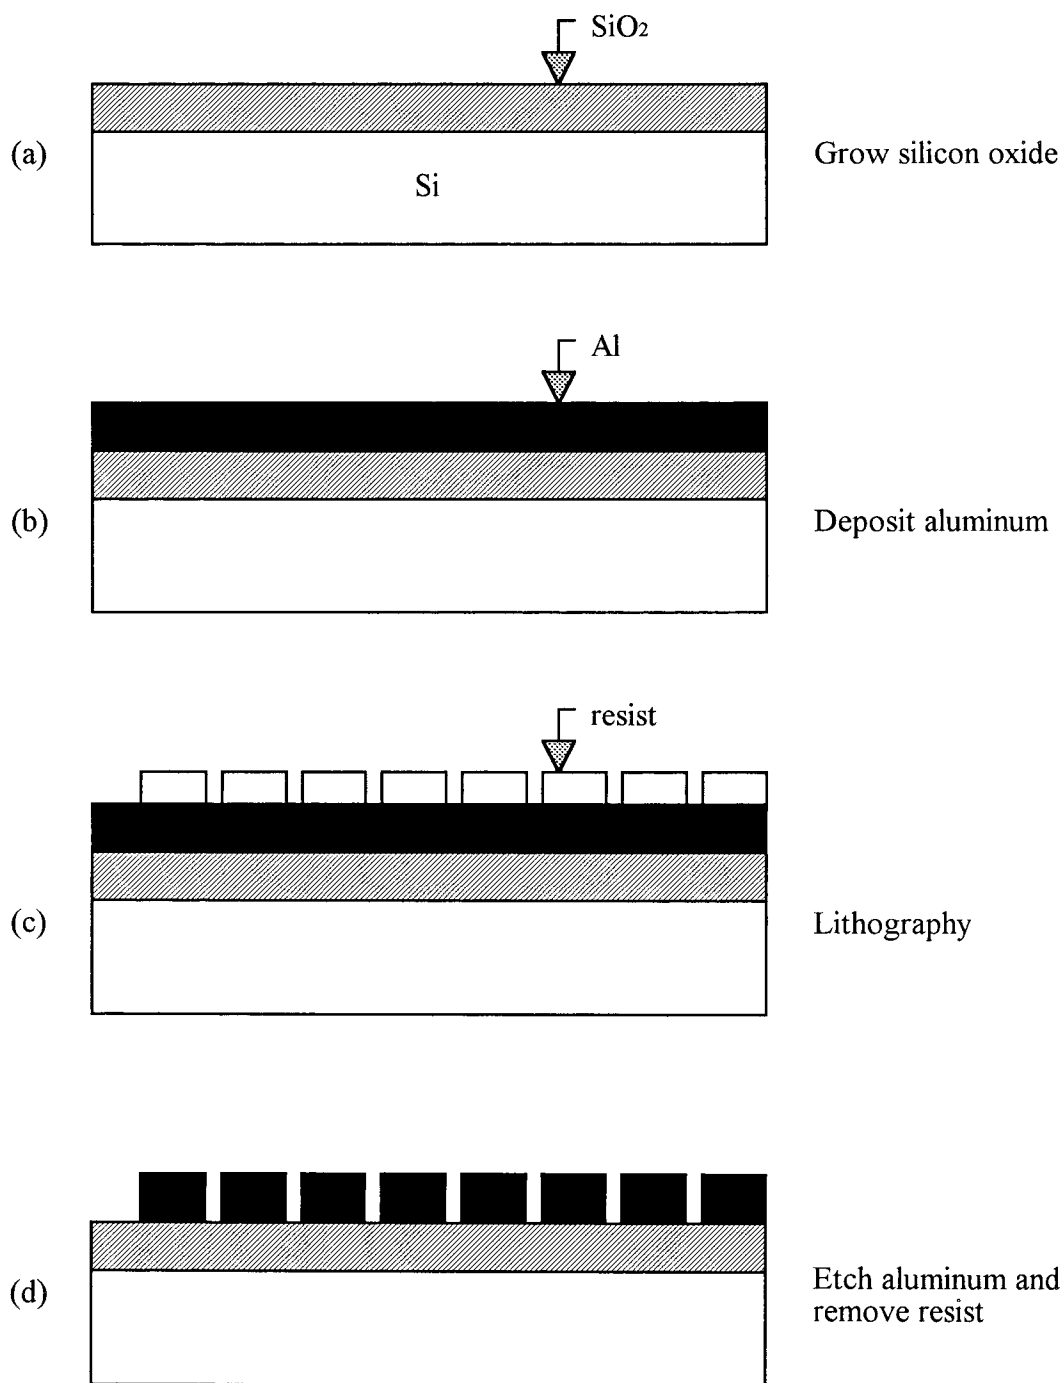 SiO2
(a)
Si
Grow silicon oxide
Al
(b)
Deposit aluminum
resist
(c)
Lithography
(d)
Etch aluminum and
remove resist